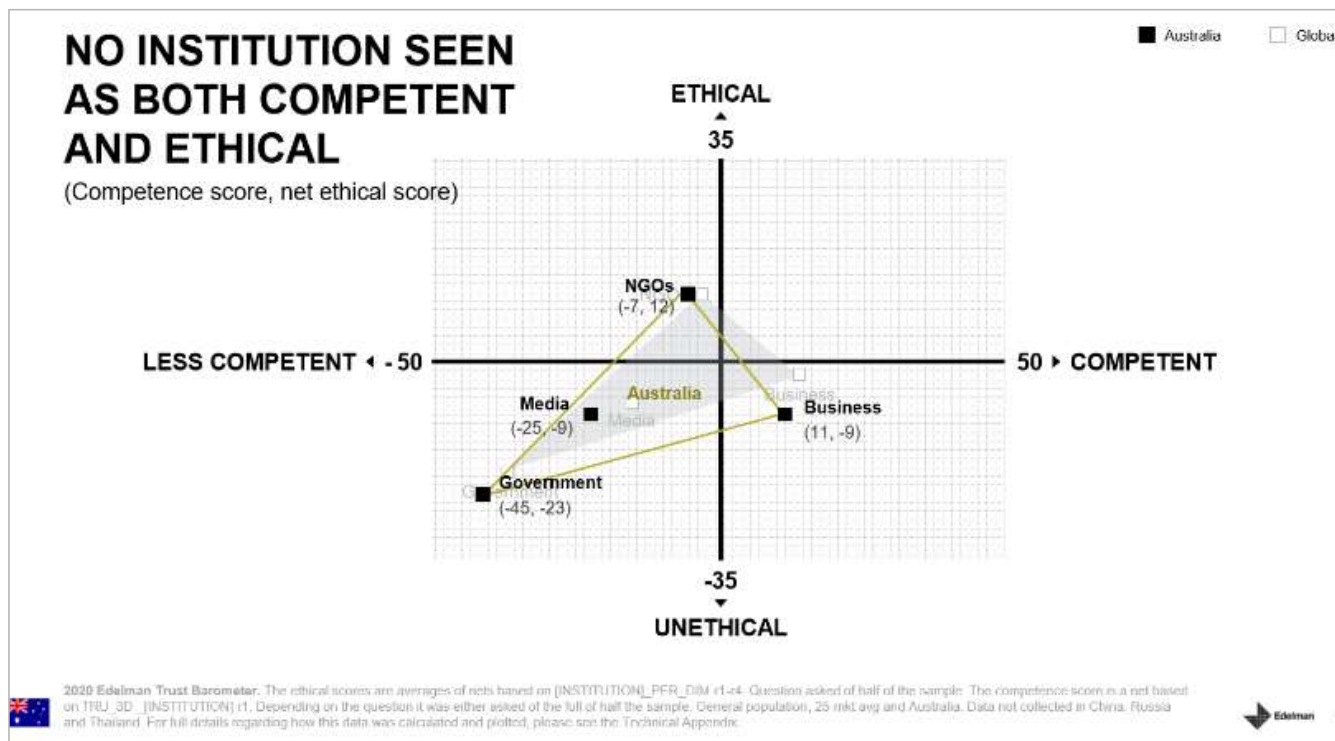 NO INSTITUTION SEEN
AS BOTH COMPETENT
AND ETHICAL
(Competence score, net ethical score)
Australia
Globa
ETHICAL
35
NGOs
(-7, 12)
LESS COMPETENT
- 50
50
COMPETENT
Australia
Business
Media
(-25, -9)
Media
Business
(11, -9)
Government
Government
(-45, -23)
-35
UNETHICAL
2020 Edelman Trust Barometer. The ethical scores are averages of nets based on [INSTITUTION]_PER_DIM r1-r4. Question asked of half of the sample. The competence score is a net based
on TRU_3D_[INSTITUTION] r1. Depending on the question it was either asked of the full of half the sample. General population, 25 mkt avg and Australia. Data not collected in China, Russia
and Thailand. For full details regarding how this data was calculated and plotted, please see the Technical Appendix.
Edelman